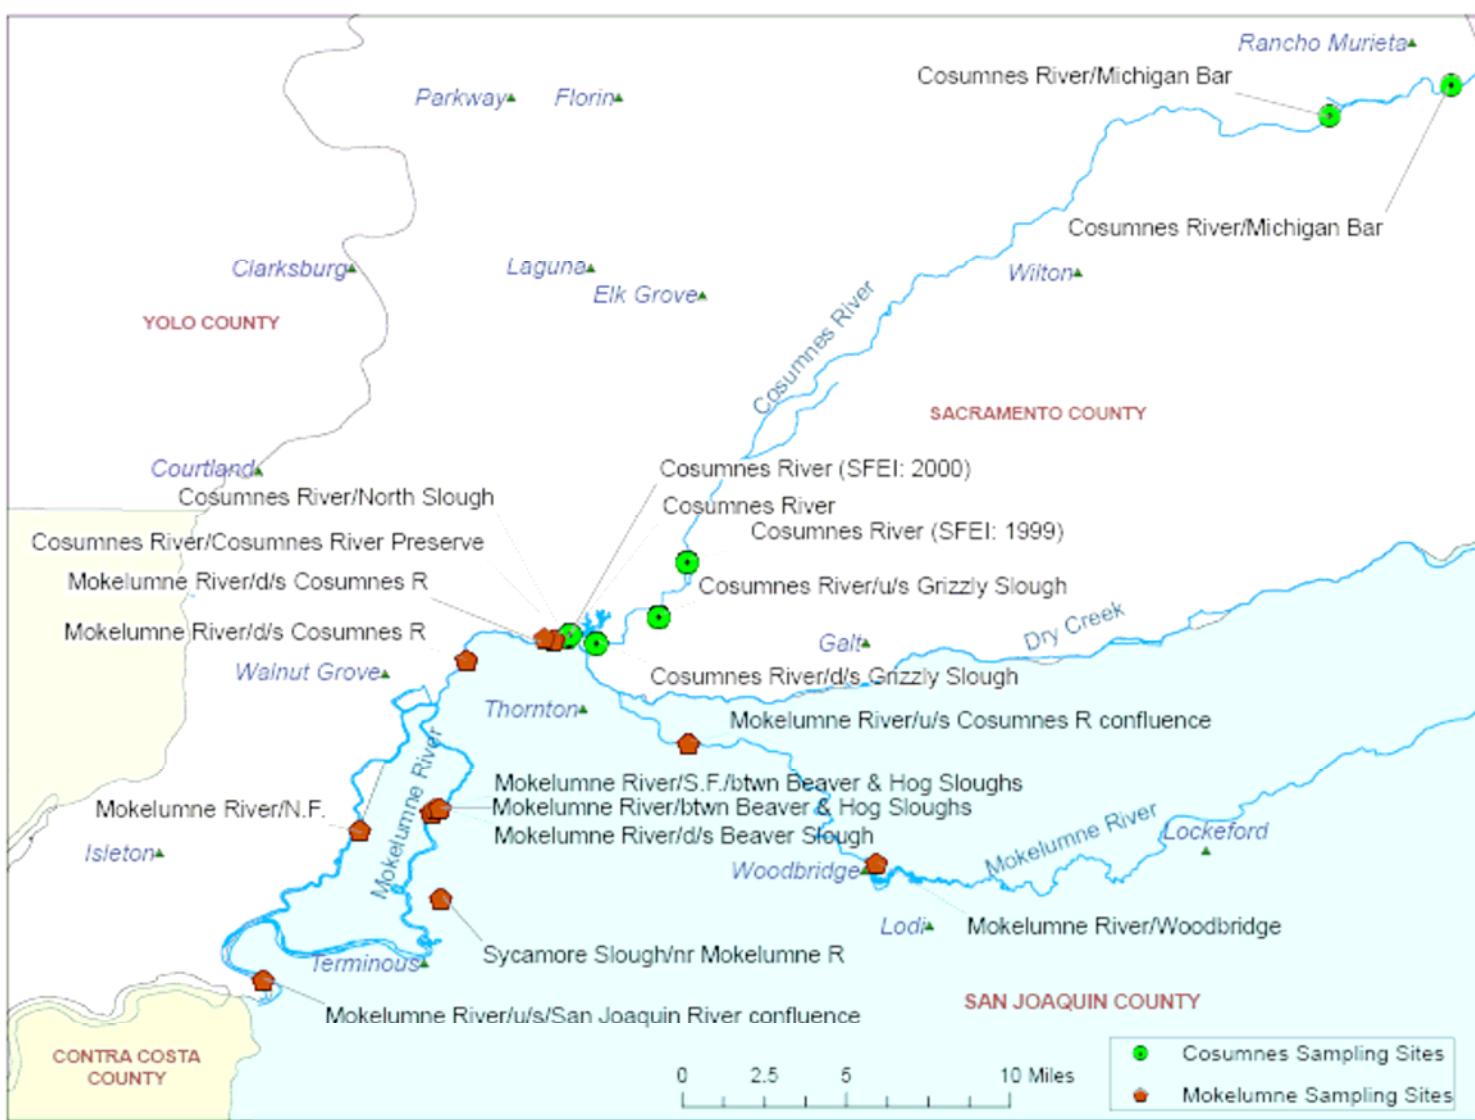 Rancho Murieta
Cosumnes River/Michigan Bar
Parkway
Florin
Cosumnes River/Michigan Bar
Clarksburg
Laguna
Wilton
Elk Grove
YOLO COUNTY
Cosumnes River
SACRAMENTO COUNTY
Courtland
Cosumnes River (SFEI: 2000)
Cosumnes River/North Slough
Cosumnes River
Cosumnes River (SFEI: 1999)
Cosumnes River/Cosumnes River Preserve
Mokelumne River/d/s Cosumnes R
Cosumnes River/u/s Grizzly Slough
Mokelumne River/d/s Cosumnes R
Dry Creek
Galt
Walnut Grove
Cosumnes River/d/s Grizzly Slough
Thornton
Mokelumne River/u/s Cosumnes R confluence
Mokelumne River
Mokelumne River/S.F./btwn Beaver & Hog Sloughs
Mokelumne River/N.F.
Mokelumne River/btwn Beaver & Hog Sloughs
Mokelumne River/d/s Beaver Slough
Mokelumne River
Lockeford
Isleton
Woodbridge
Lodi
Mokelumne River/Woodbridge
Sycamore Slough/nr Mokelumne R
Terminous
SAN JOAQUIN COUNTY
Mokelumne River/u/s/San Joaquin River confluence
CONTRA COSTA
COUNTY
Cosumnes Sampling Sites
0 2.5 5 10 Miles
Mokelumne Sampling Sites